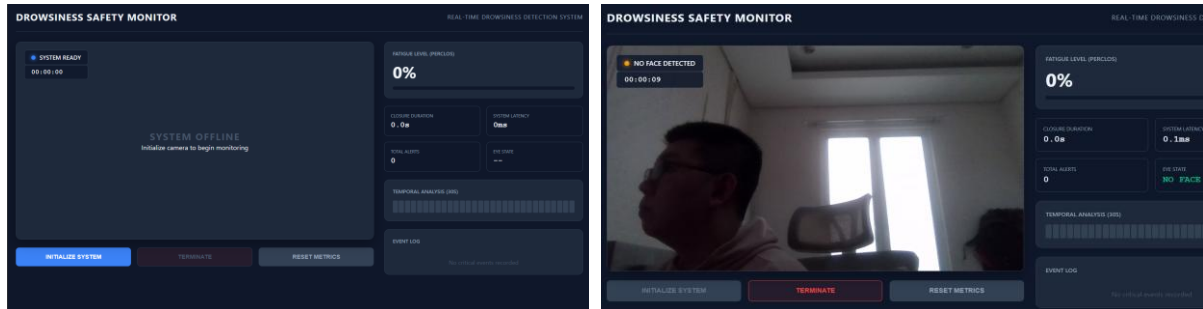 DROWSINESS SAFETY MONITOR
REAL-TIME DROWSINESS DETECTION SYSTEM
SYSTEM READY
00:00:00
SYSTEM OFFLINE
Initialize camera to begin monitoring
INITIALIZE SYSTEM
TERMINATE
RESET METRICS
FATIGUE LEVEL (PERCLOS)
0%
CLOSURE DURATION
0.0s
SYSTEM LATENCY
0ms
TOTAL ALERTS
0
EYE STATE
--
TEMPORAL ANALYSIS (30S)
EVENT LOG
No critical events recorded
DROWSINESS SAFETY MONITOR
REAL-TIME DROWSINESS D
NO FACE DETECTED
00:00:09
INITIALIZE SYSTEM
TERMINATE
RESET METRICS
FATIGUE LEVEL (PERCLOS)
0%
CLOSURE DURATION
0.0s
SYSTEM LATENCY
0.1ms
TOTAL ALERTS
0
EYE STATE
NO FACE
TEMPORAL ANALYSIS (30S)
EVENT LOG
No critical events recorded